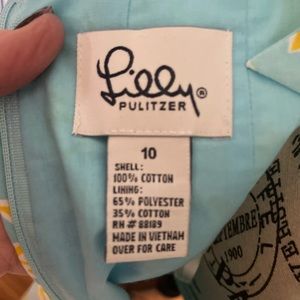 Lilly®
PULITZER
10
SHELL:
100% COTTON
LINING:
65% POLYESTER
35% COTTON
RN# 88189
MADE IN VIETNAM
OVER FOR CARE
1900